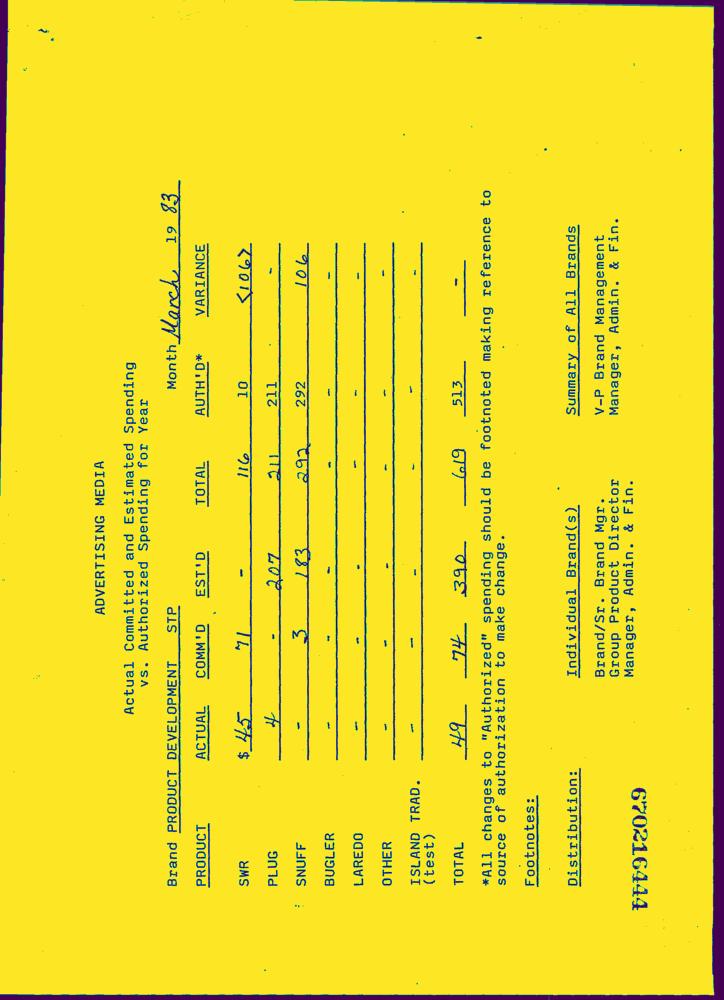 ADVERTISING MEDIA
Actual Committed and Estimated Spending
vs. Authorized Spending for Year
Brand PRODUCT DEVELOPMENT STP Month March 19 83
PRODUCT ACTUAL COMM'D EST'D TOTAL AUTH'D* VARIANCE
SWR $ 45 71 - 116 10 <106>
PLUG 4 - 207 211 211 -
SNUFF - 3 183 292 292 106
BUGLER - - - - - -
LAREDO - - - - - -
OTHER - - - - - -
ISLAND TRAD. - - - - - -
(test)
TOTAL 49 74 390 619 513 -
*All changes to "Authorized" spending should be footnoted making reference to
source of authorization to make change.
Footnotes:
Distribution: Individual Brand(s) Summary of All Brands
Brand/Sr. Brand Mgr. V-P Brand Management
Group Product Director Manager, Admin. & Fin.
Manager, Admin. & Fin.
670216444